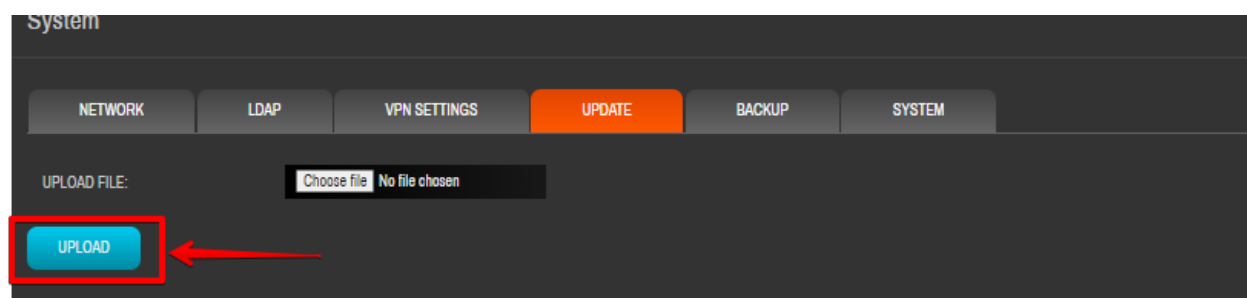 System
NETWORK LDAP VPN SETTINGS UPDATE BACKUP SYSTEM
UPLOAD FILE: Choose file No file chosen
UPLOAD